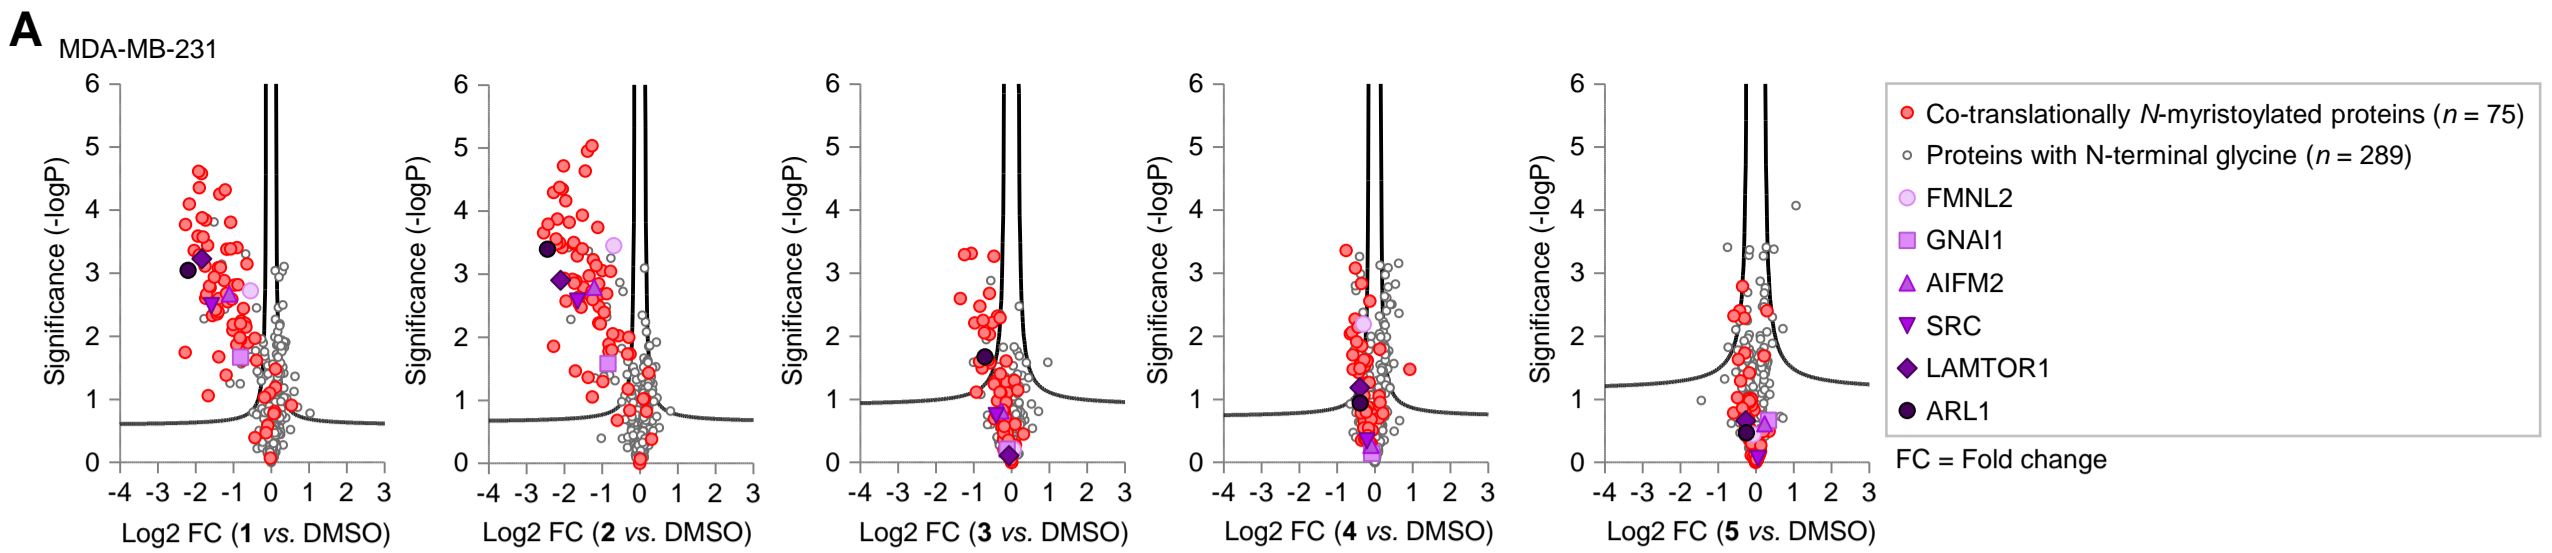 A
MDA-MB-231
Significance (-logP)
6
5
4
3
2
1
0
-4 -3 -2 -1 0 1 2 3
Log2 FC (1 vs. DMSO)
Significance (-logP)
6
5
4
3
2
1
0
-4 -3 -2 -1 0 1 2 3
Log2 FC (2 vs. DMSO)
Significance (-logP)
6
5
4
3
2
1
0
-4 -3 -2 -1 0 1 2 3
Log2 FC (3 vs. DMSO)
Significance (-logP)
6
5
4
3
2
1
0
-4 -3 -2 -1 0 1 2 3
Log2 FC (4 vs. DMSO)
Significance (-logP)
6
5
4
3
2
1
0
-4 -3 -2 -1 0 1 2 3
Log2 FC (5 vs. DMSO)
Co-translationally N-myristoylated proteins (n = 75)
Proteins with N-terminal glycine (n = 289)
FMNL2
GNAI1
AIFM2
SRC
LAMTOR1
ARL1
FC = Fold change